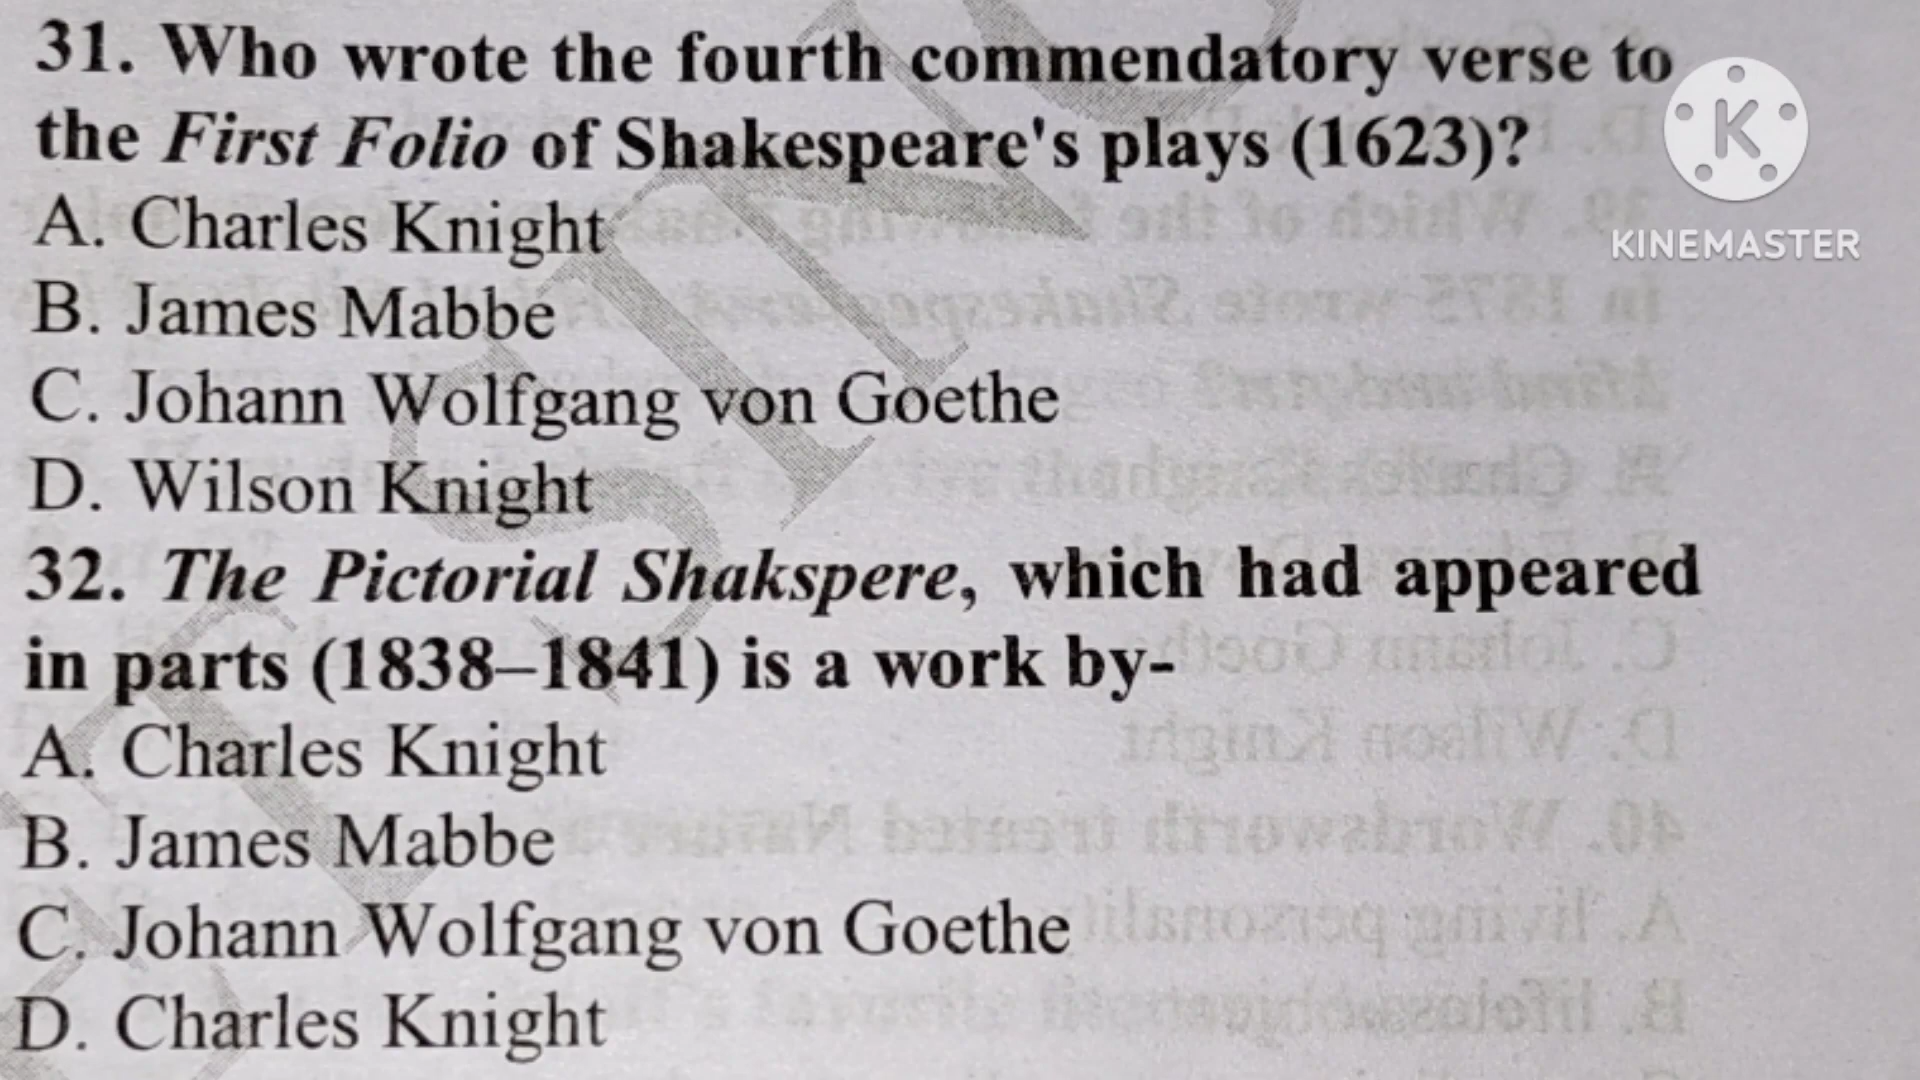 31. Who wrote the fourth commendatory verse to
the First Folio of Shakespeare's plays (1623)?
A. Charles Knight
B. James Mabbe
C. Johann Wolfgang von Goethe
D. Wilson Knight
32. The Pictorial Shakspere, which had appeared
in parts (1838–1841) is a work by-
A. Charles Knight
B. James Mabbe
C. Johann Wolfgang von Goethe
D. Charles Knight
K
KINEMASTER